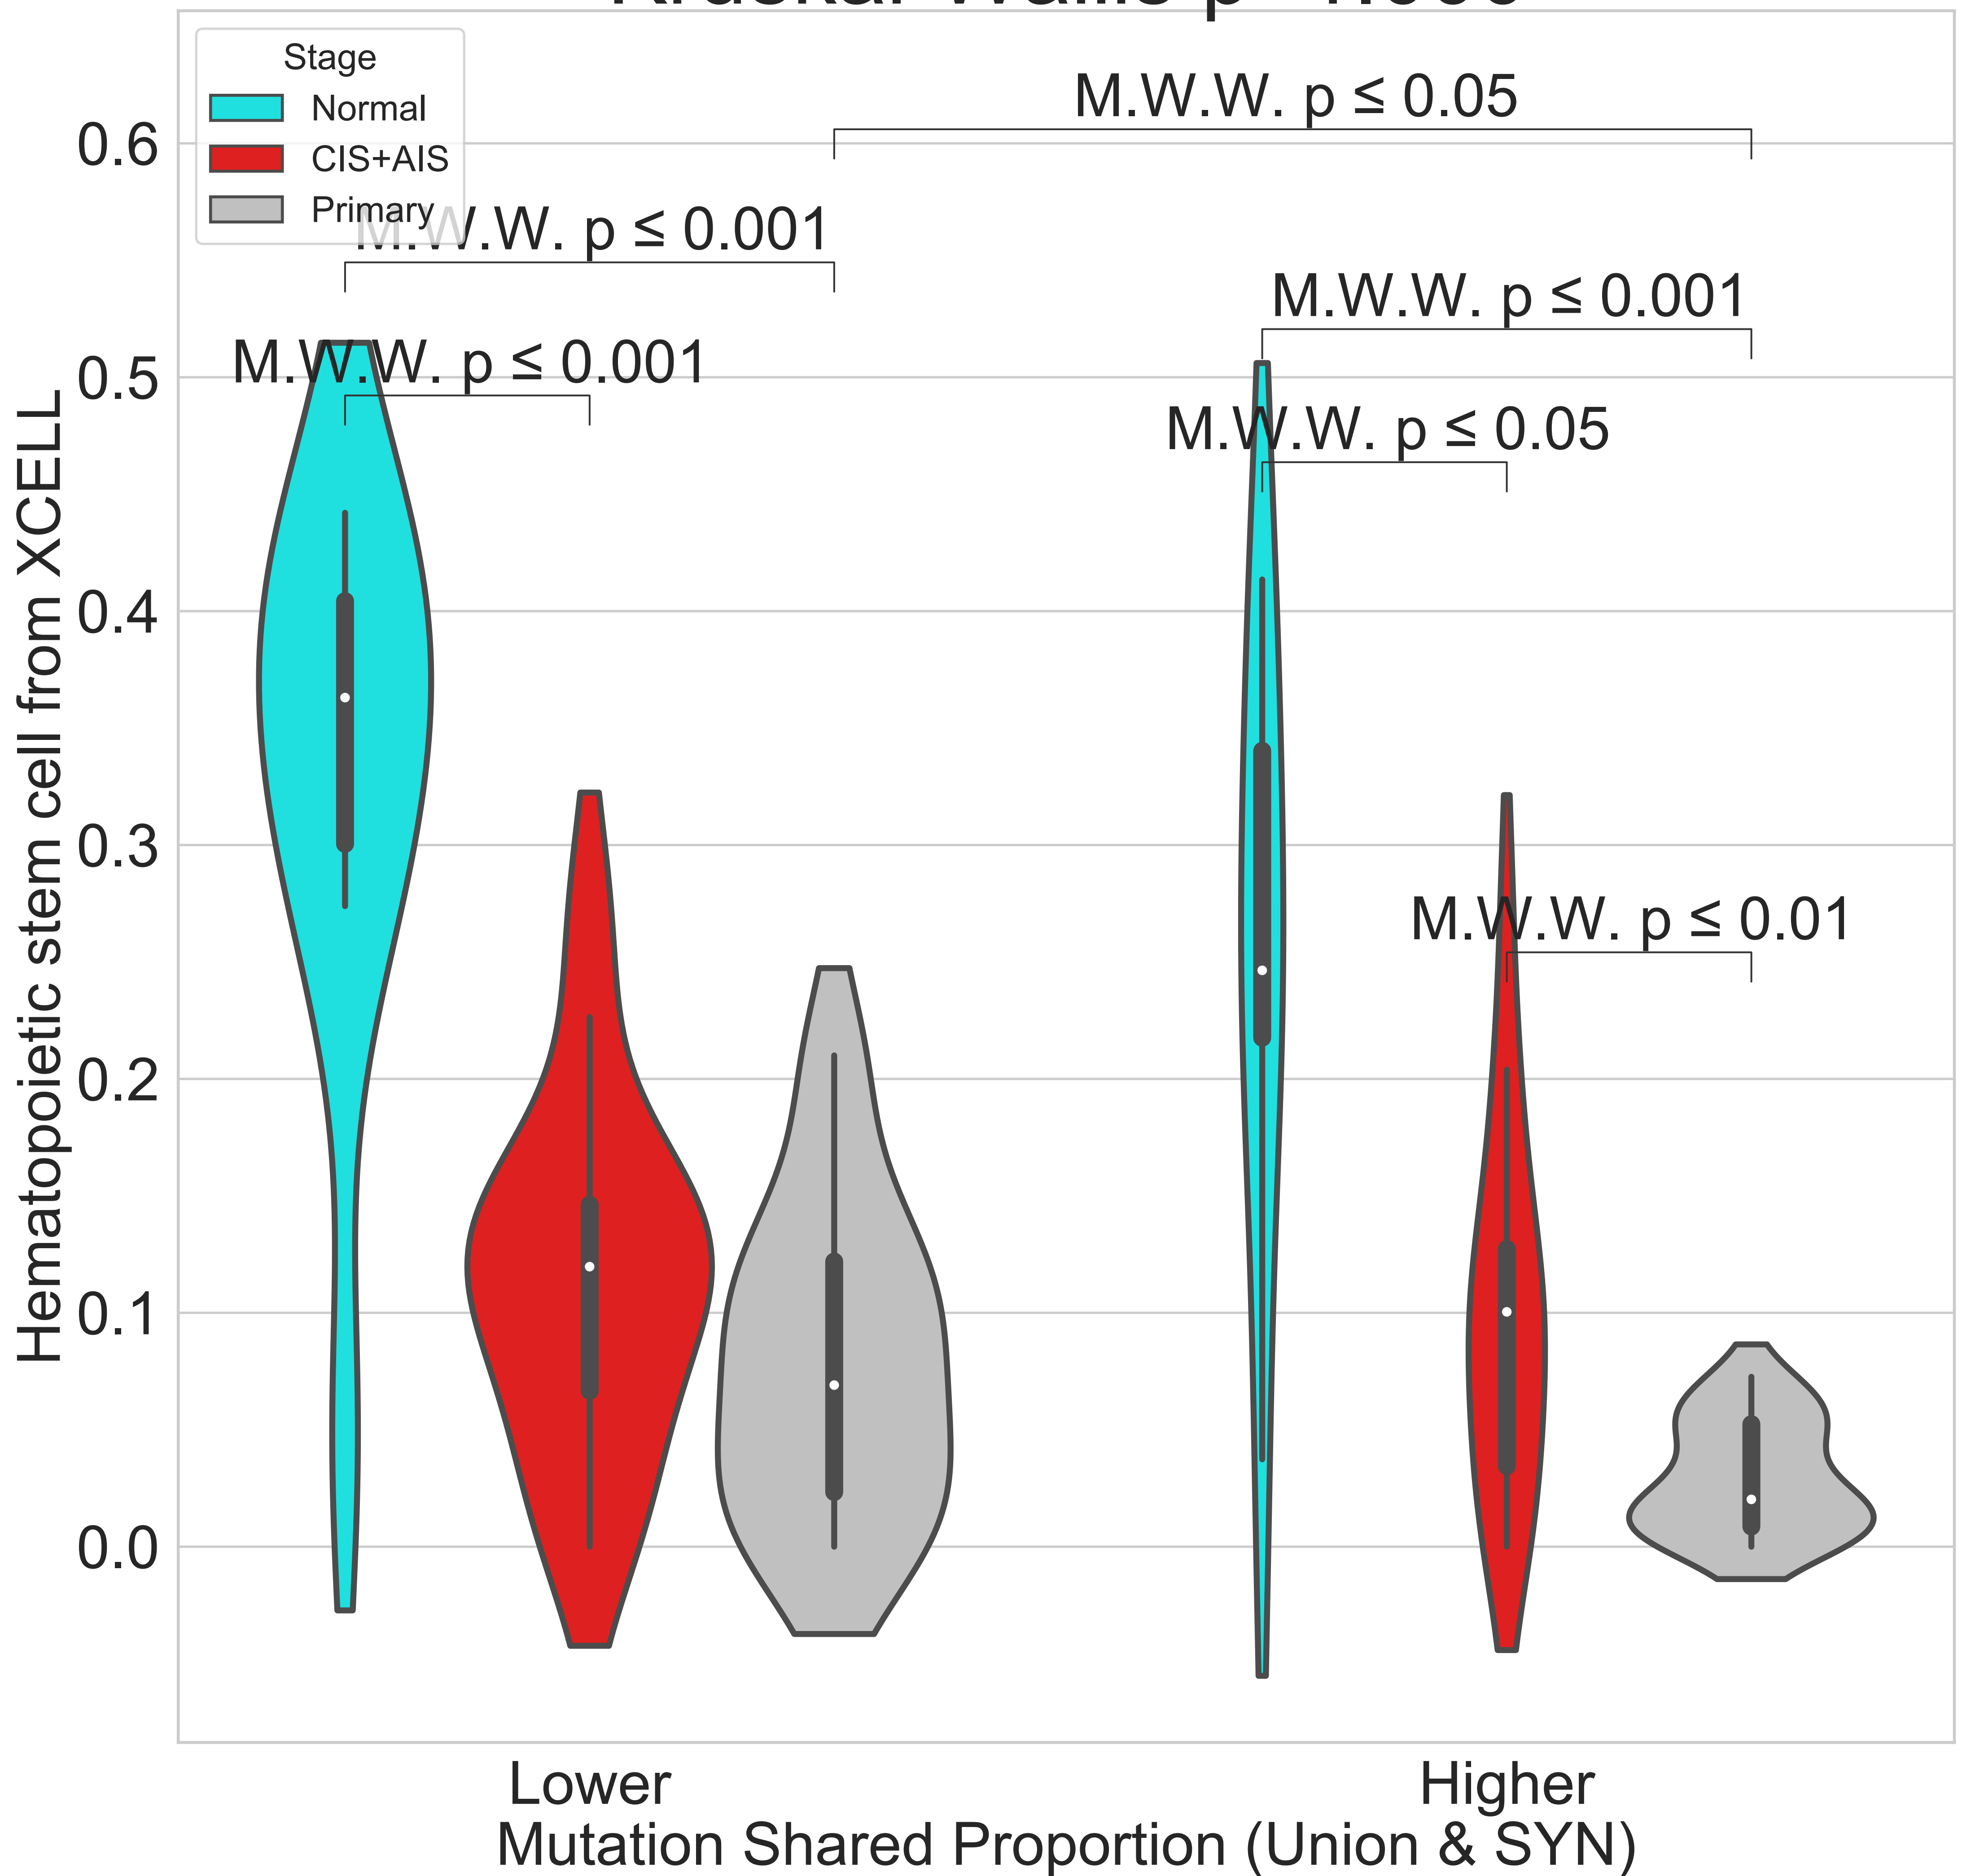 Stage
Normal
CIS+AIS
Primary
M.W.W. p ≤ 0.05
M.W.W. p ≤ 0.001
M.W.W. p ≤ 0.001
M.W.W. p ≤ 0.001
M.W.W. p ≤ 0.05
M.W.W. p ≤ 0.01
0.6
0.5
0.4
0.3
0.2
0.1
0.0
Hematopoietic stem cell from XCELL
Lower
Higher
Mutation Shared Proportion (Union & SYN)